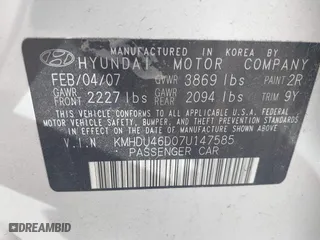 MANUFACTURED IN KOREA BY
HYUNDAI MOTOR COMPANY
FEB/04/07 GVWR 3869 lbs PAINT 2R
GAWR FRONT 2227 lbs GAWR REAR 2094 lbs TRIM 9Y
THIS VEHICLE CONFORMS TO ALL APPLICABLE
U.S. FEDERAL MOTOR VEHICLE SAFETY,
BUMPER, AND THEFT PREVENTION STANDARDS
IN EFFECT ON THE DATE OF MANUFACTURE
SHOWN ABOVE.
V.I.N KMHDU46D07U147585
PASSENGER CAR